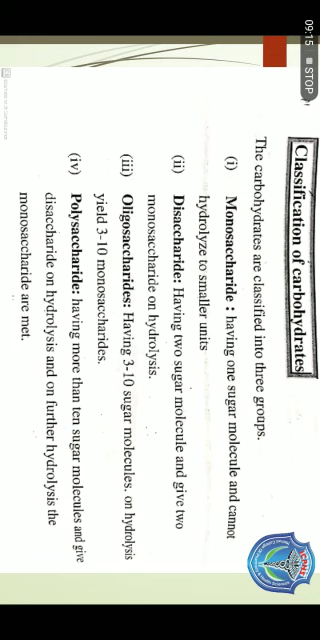 09:15 STOP
Classification of carbohydrates
The carbohydrates are classified into three groups.
(i) Monosaccharide : having one sugar molecule and cannot
hydrolyze to smaller units
(ii) Disaccharide: Having two sugar molecule and give two
monosaccharide on hydrolysis.
(iii) Oligosaccharides: Having 3-10 sugar molecules. on hydrolysis
yield 3-10 monosaccharides.
(iv) Polysaccharide: having more than ten sugar molecules and give
disaccharide on hydrolysis and on further hydrolysis the
monosaccharide are met.